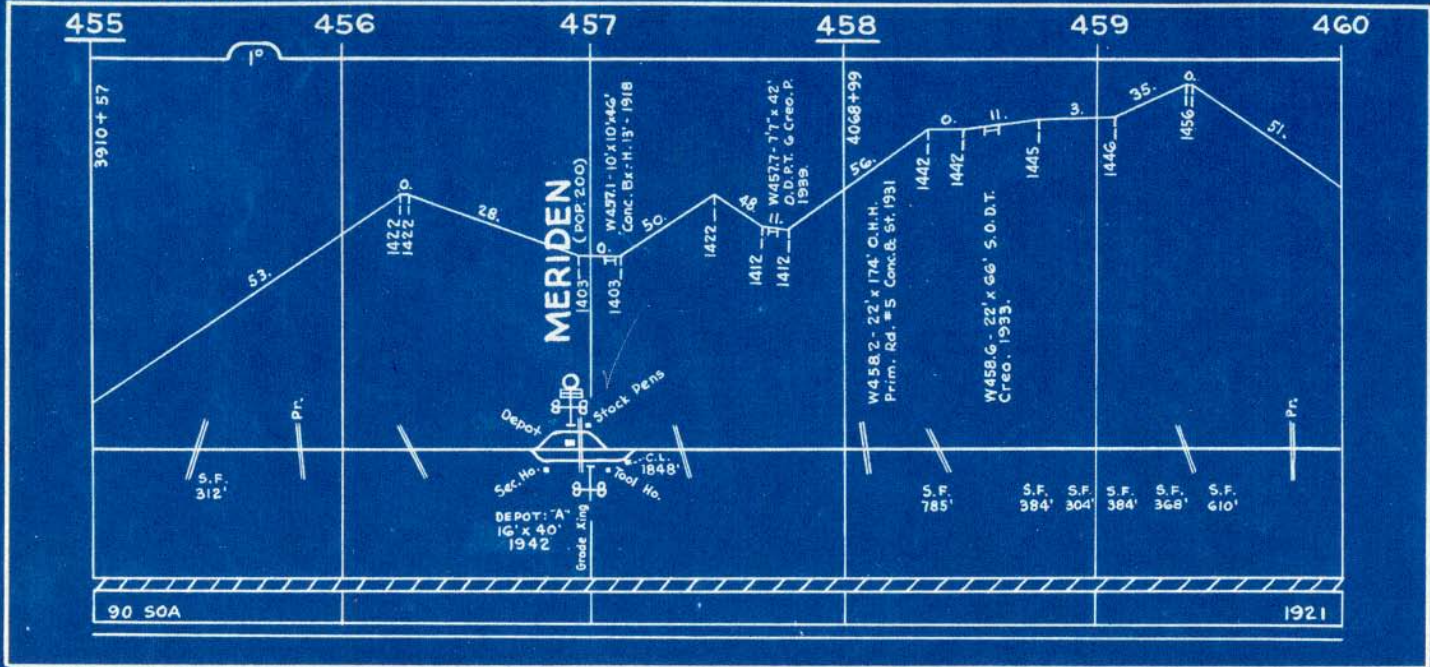 455 456 457 458 459 460
1°
3910 + 57
4068+99
53.
O.
1422
1422
28.
MERIDEN
(POP. 200)
1403
O.
1403
W457.1 - 10'x10'x46'
Conc. Bx. - H. 13' - 1918
50.
1422
48.
1412
1412
W457.7 - 7'7" x 42'
O.D.P.T. 6 Creo. P.
1939.
56.
1442
O.
1442
11.
1445
3.
1446
35.
1456
O.
51.
W458.2 - 22' x 174' O.H.H.
Prim. Rd. #5 Conc. & St. 1931
W458.6 - 22' x 66' S.O.D.T.
Creo. 1933.
Pr.
Depot
Stock Pens
Pr.
Sec. Ho.
Tool Ho.
C.L.
1848'
S.F.
312'
DEPOT: "A"
16' x 40'
1942
Grade Xing
S.F.
785'
S.F.
384'
S.F.
304'
S.F.
384'
S.F.
368'
S.F.
610'
90 SOA 1921